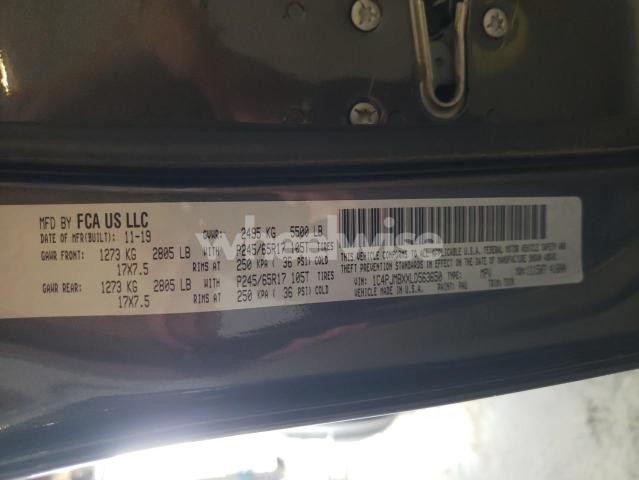 MFD BY FCA US LLC
DATE OF MFR(BUILT): 11-19
GVWR: 2495 KG 5500 LB
GAWR FRONT: 1273 KG 2805 LB WITH P245/65R17 105T TIRES
17X7.5 RIMS AT 250 KPA ( 36 PSI) COLD
GAWR REAR: 1273 KG 2805 LB WITH P245/65R17 105T TIRES
17X7.5 RIMS AT 250 KPA ( 36 PSI) COLD
THIS VEHICLE CONFORMS TO ALL APPLICABLE U.S.A. FEDERAL MOTOR VEHICLE SAFETY AND
THEFT PREVENTION STANDARDS IN EFFECT ON THE DATE OF MANUFACTURE SHOWN ABOVE.
VIN: 1C4PJMBXXLD563650 TYPE: MPV
MADE IN U.S.A. PAINT: PAU TRIM:
wheelwise